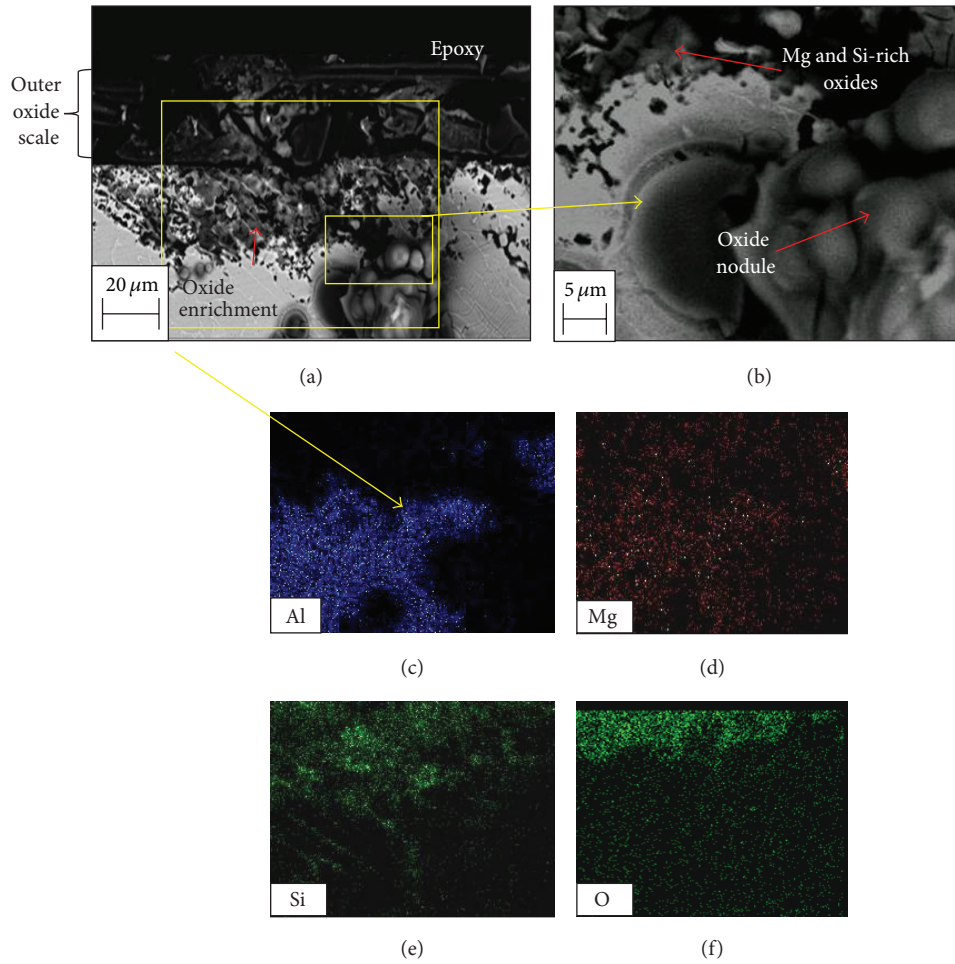 Epoxy
Outer
oxide
scale
Oxide
enrichment
20 μm
(a)
Mg and Si-rich
oxides
Oxide
nodule
5 μm
(b)
Al
(c)
Mg
(d)
Si
(e)
O
(f)